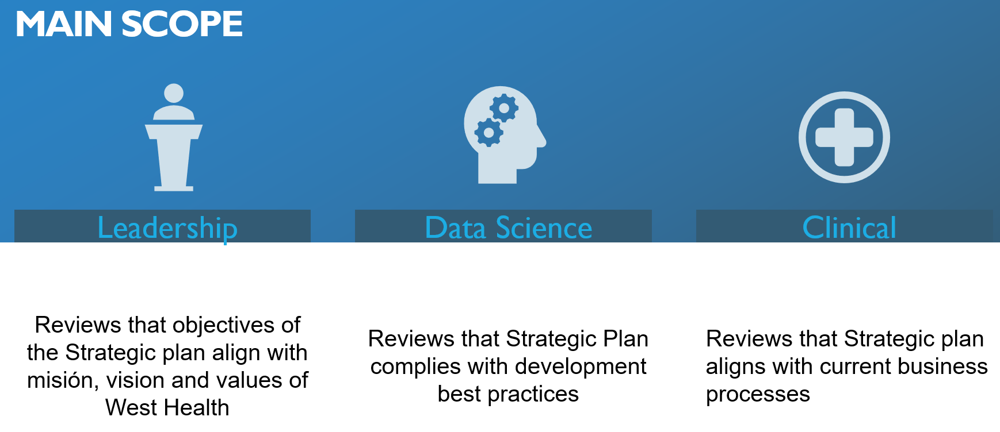 MAIN SCOPE
Leadership
Data Science
Clinical
Reviews that objectives of
the Strategic plan align with
misión, vision and values of
West Health
Reviews that Strategic Plan
complies with development
best practices
Reviews that Strategic plan
aligns with current business
processes